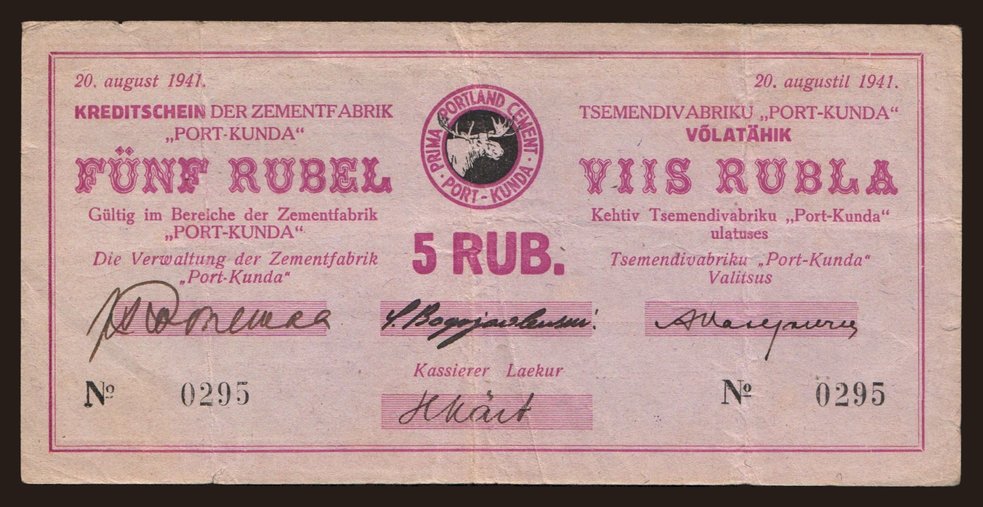 20. august 1941.
KREDITSCHEIN DER ZEMENTFABRIK
„PORT-KUNDA“
FÜNF RUBEL
Gültig im Bereiche der Zementfabrik
„PORT-KUNDA“
Die Verwaltung der Zementfabrik
„Port-Kunda“
PRIMA PORTLAND CEMENT
PORT-KUNDA
5 RUB.
20. augustil 1941.
TSEMENDIVABRIKU „PORT-KUNDA“
VÕLATÄHIK
VIIS RUBLA
Kehtiv Tsemendivabriku „Port-Kunda“
ulatuses
Tsemendivabriku „Port-Kunda“
Valitsus
Kassierer Laekur
№ 0295
HKärt
№ 0295